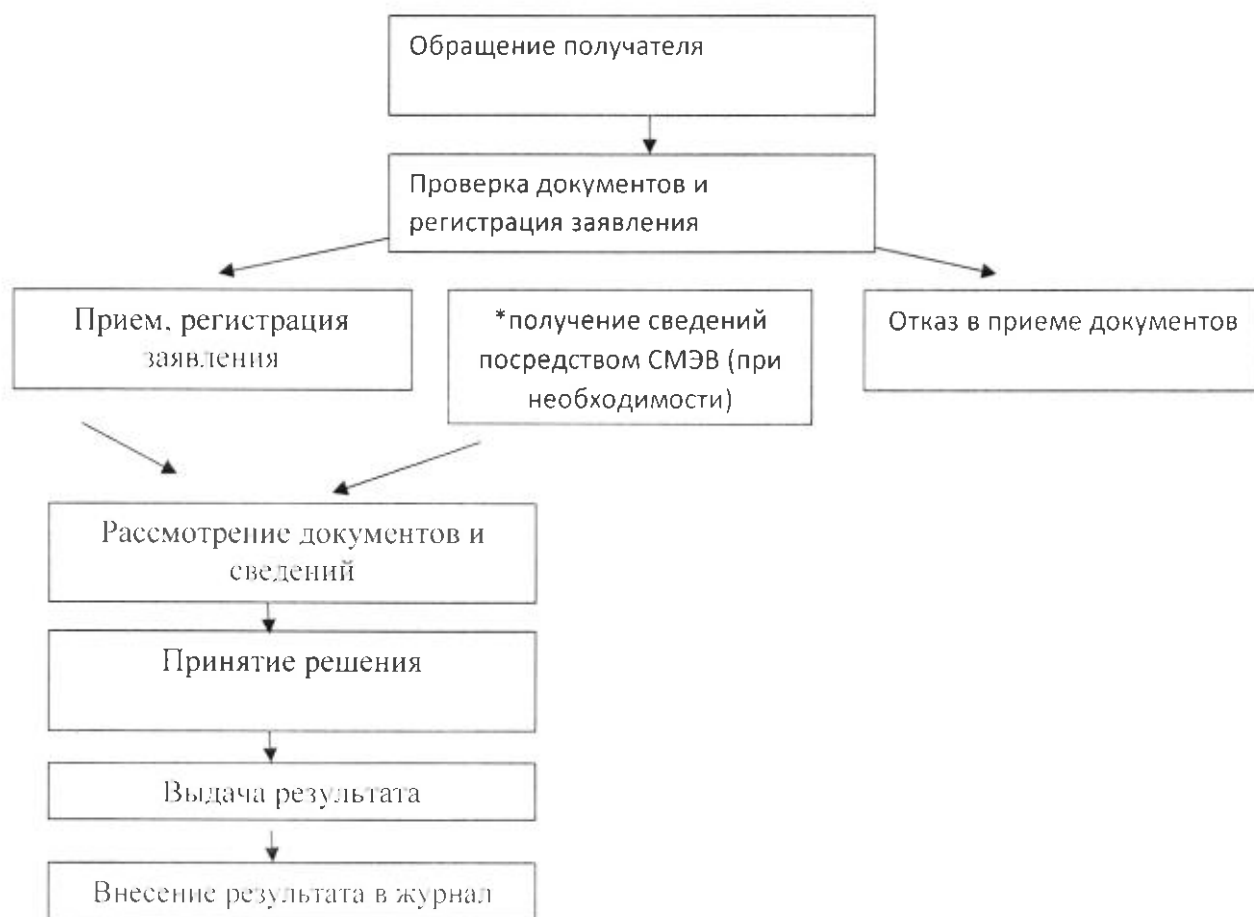 Обращение получателя
Проверка документов и
регистрация заявления
Прием, регистрация
заявления
*получение сведений
посредством СМЭВ (при
необходимости)
Отказ в приеме документов
Рассмотрение документов и
сведений
Принятие решения
Выдача результата
Внесение результата в журнал